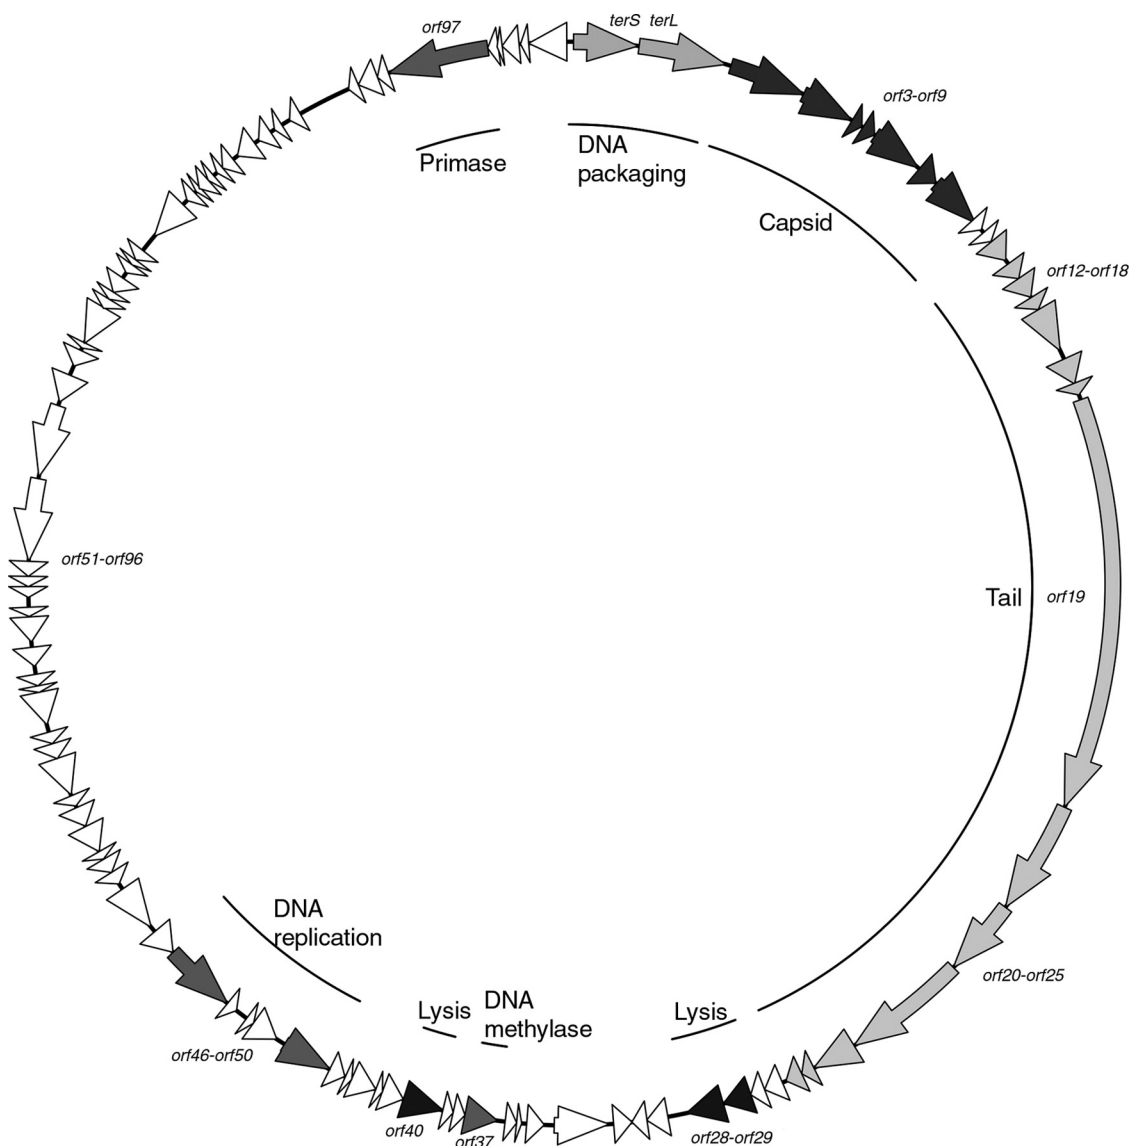 orf97
terS terL
orf3-orf9
Primase
DNA
packaging
Capsid
orf12-orf18
orf51-orf96
Tail
orf19
DNA
replication
orf20-orf25
Lysis
DNA
methylase
Lysis
orf46-orf50
orf40
orf37
orf28-orf29